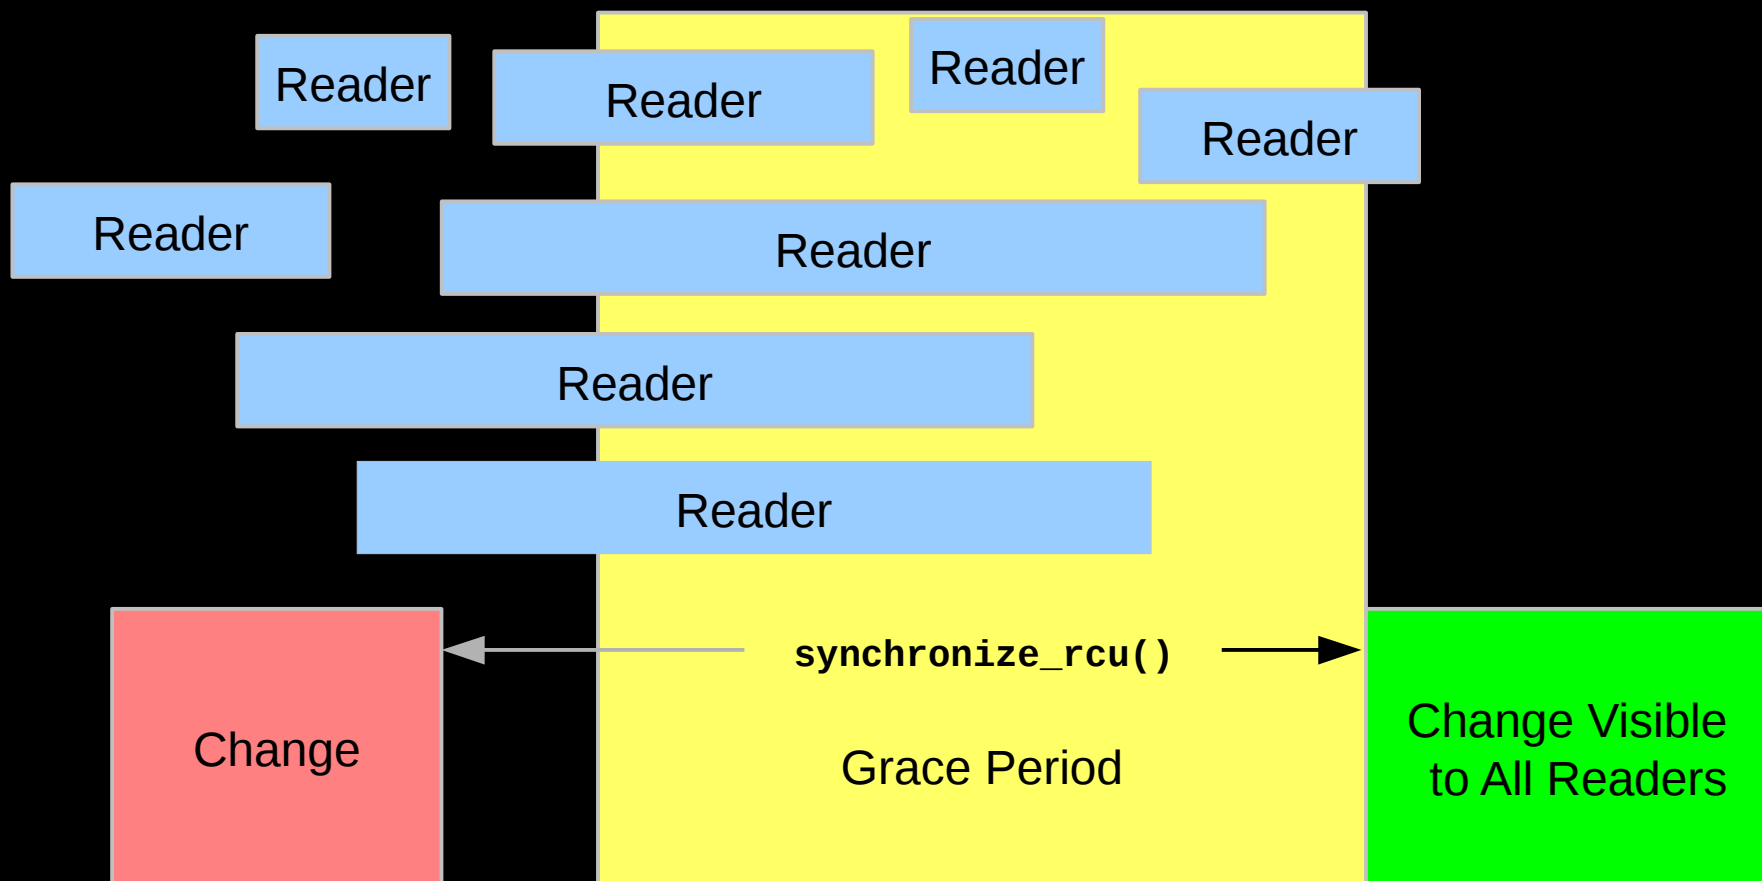 Reader
Reader
Reader
Reader
Reader
Reader
Reader
Reader
synchronize_rcu()
Change
Grace Period
Change Visible
to All Readers